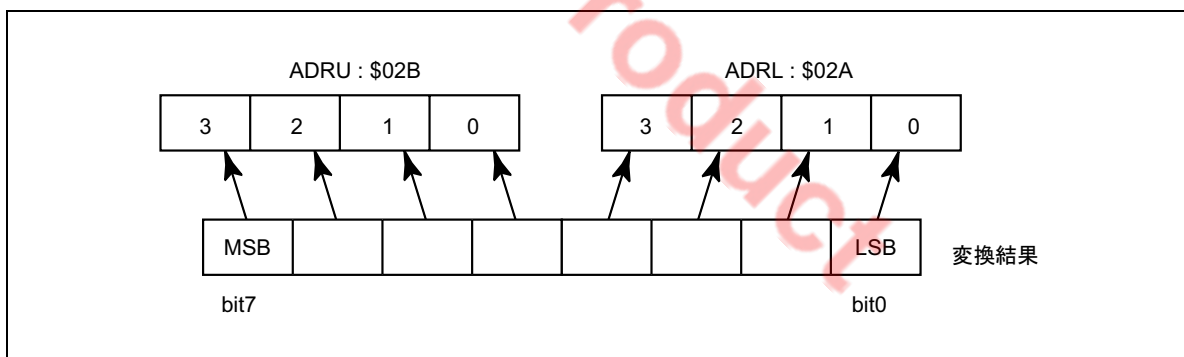 ADRU : $02B ADRL : $02A
3 2 1 0 3 2 1 0
MSB LSB 変換結果
bit7 bit0
roduct